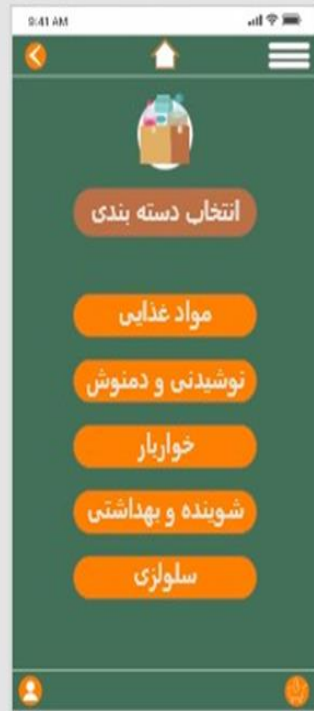 9:41 AM
انتخاب دسته بندی
مواد غذایی
نوشیدنی و دمنوش
خواربار
شوینده و بهداشتی
سلولزی